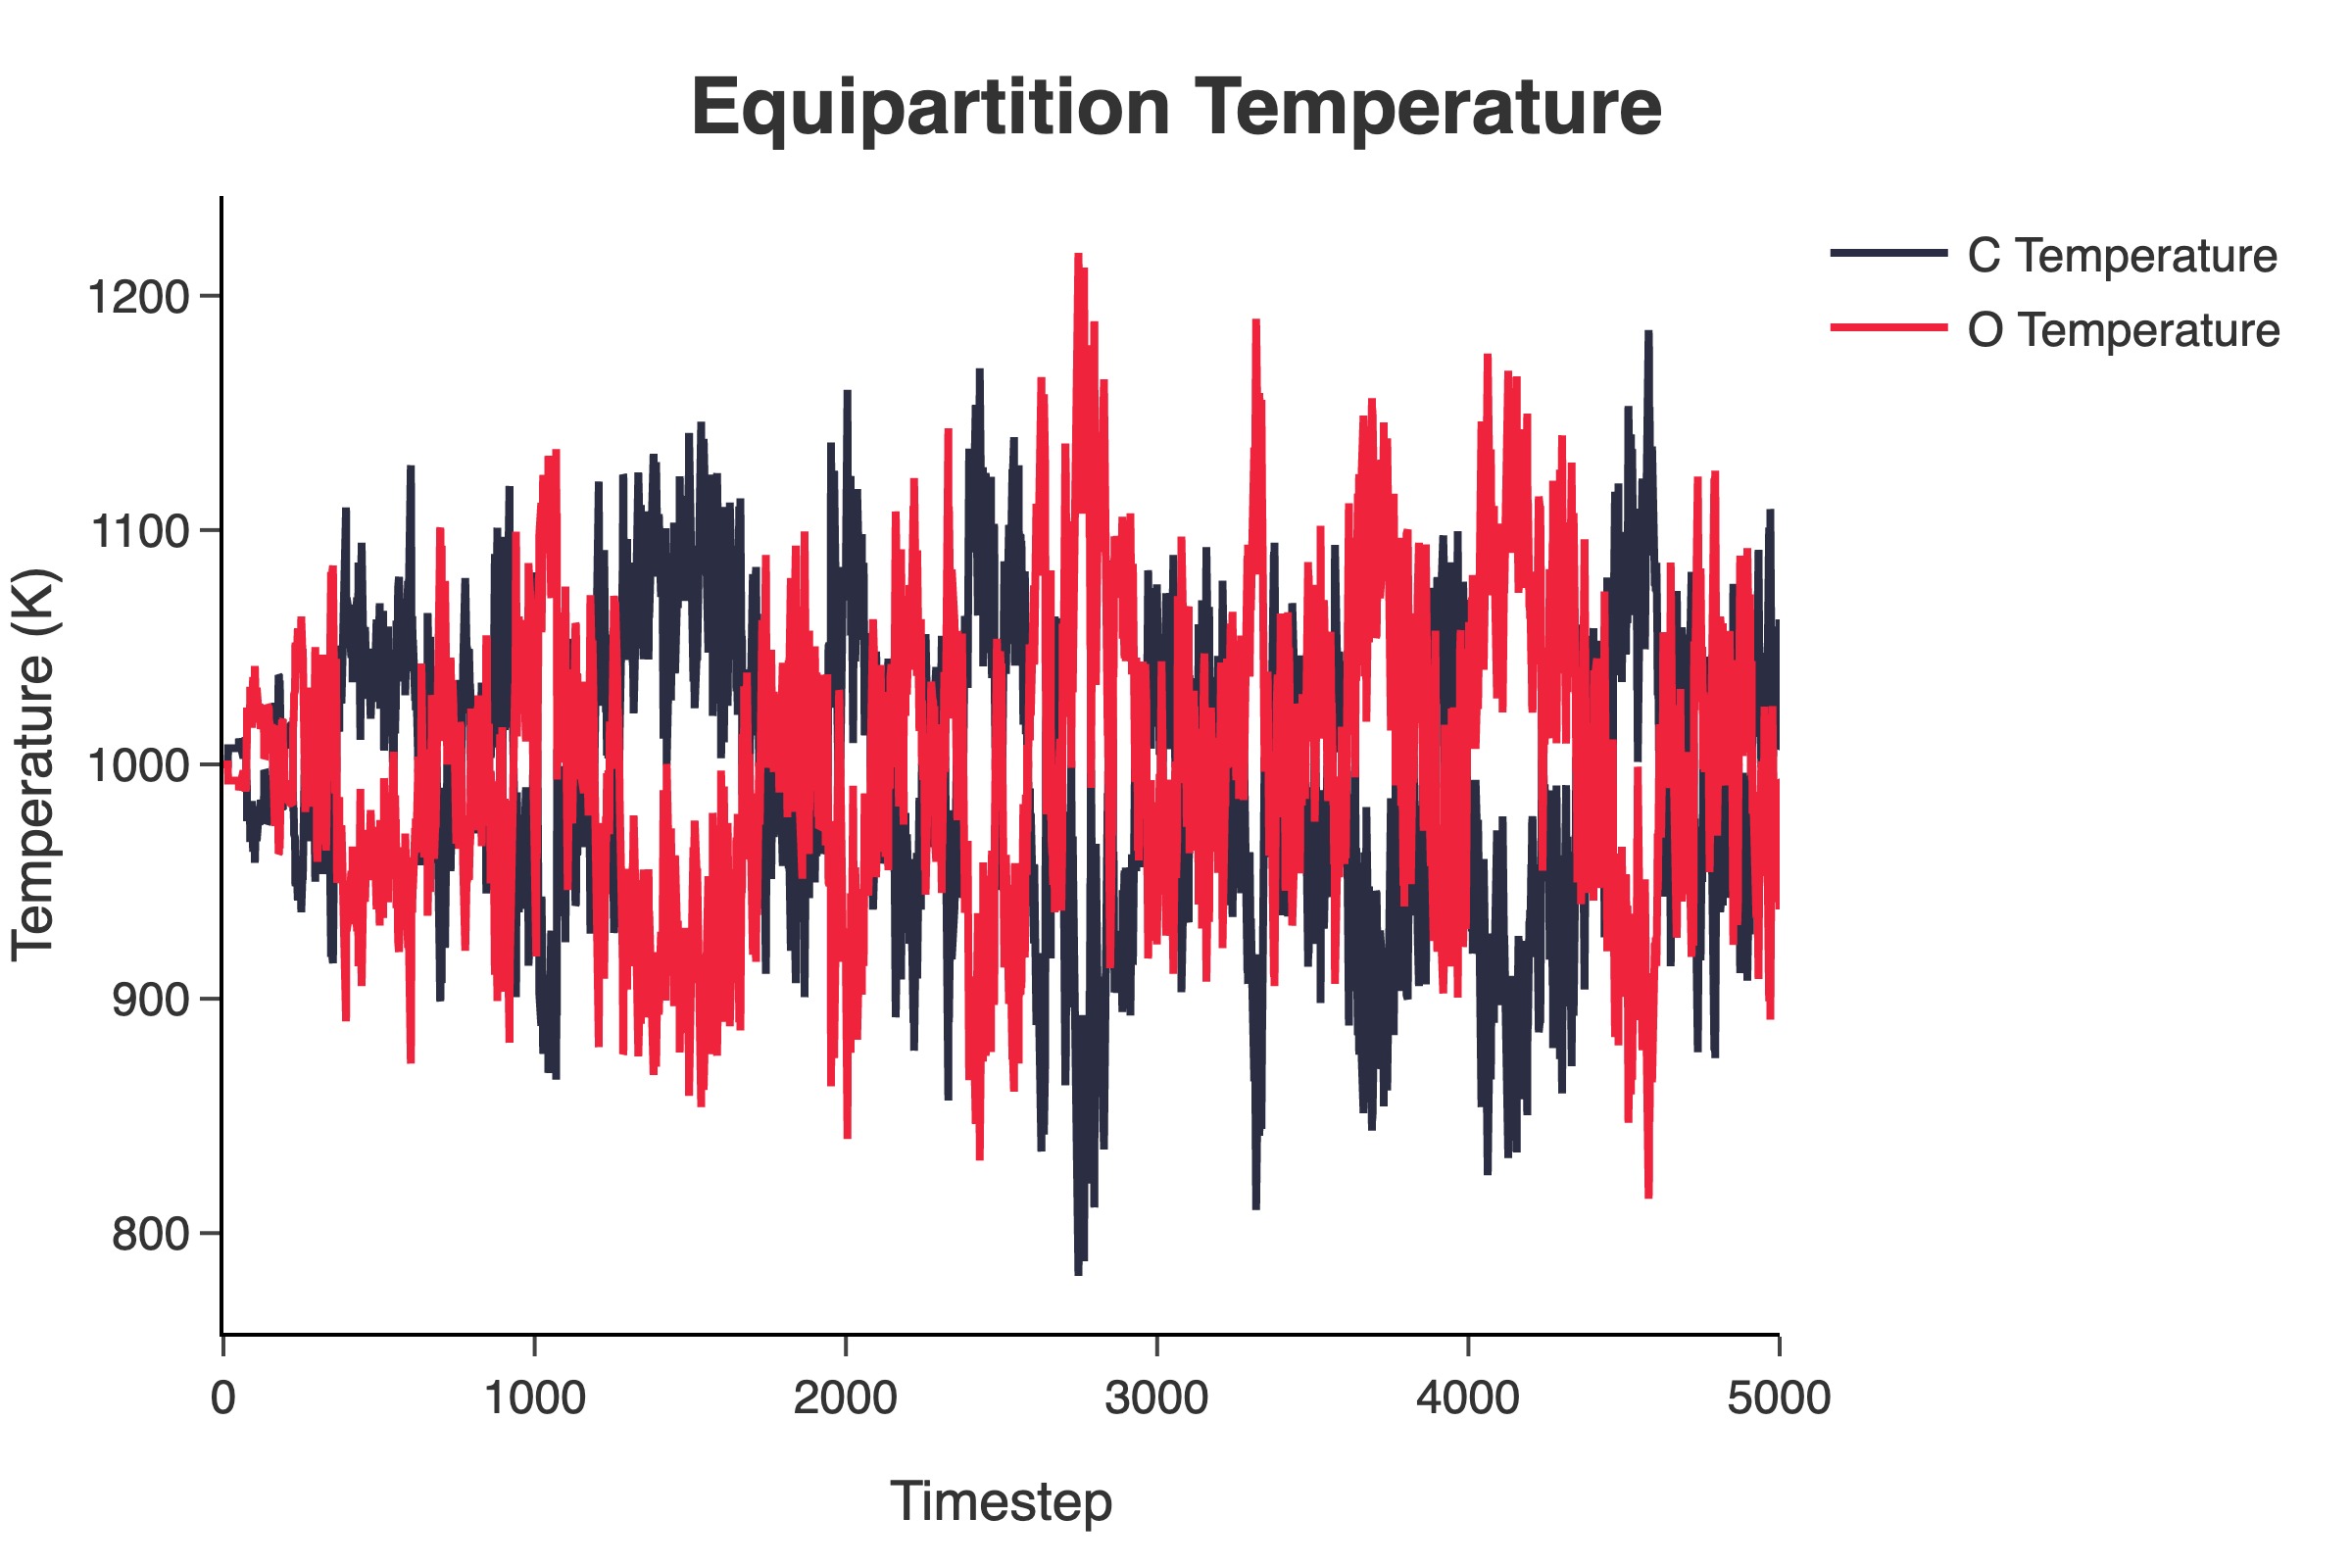 Equipartition Temperature
C Temperature
O Temperature
Temperature (K)
1200
1100
1000
900
800
0 1000 2000 3000 4000 5000
Timestep